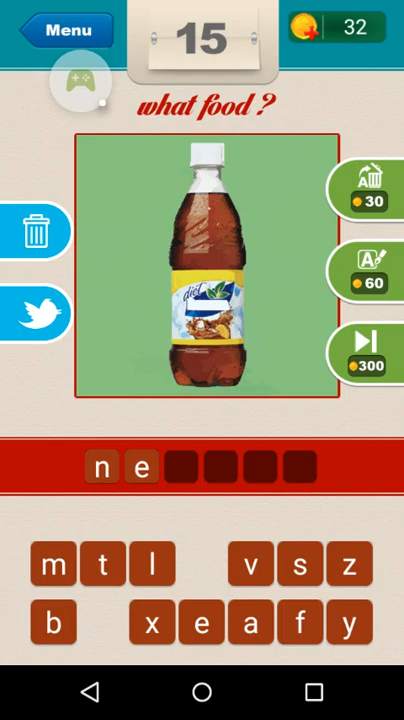 Menu
15
32
what food ?
A
30
A
60
300
diet
n e
m t l v s z
b x e a f y